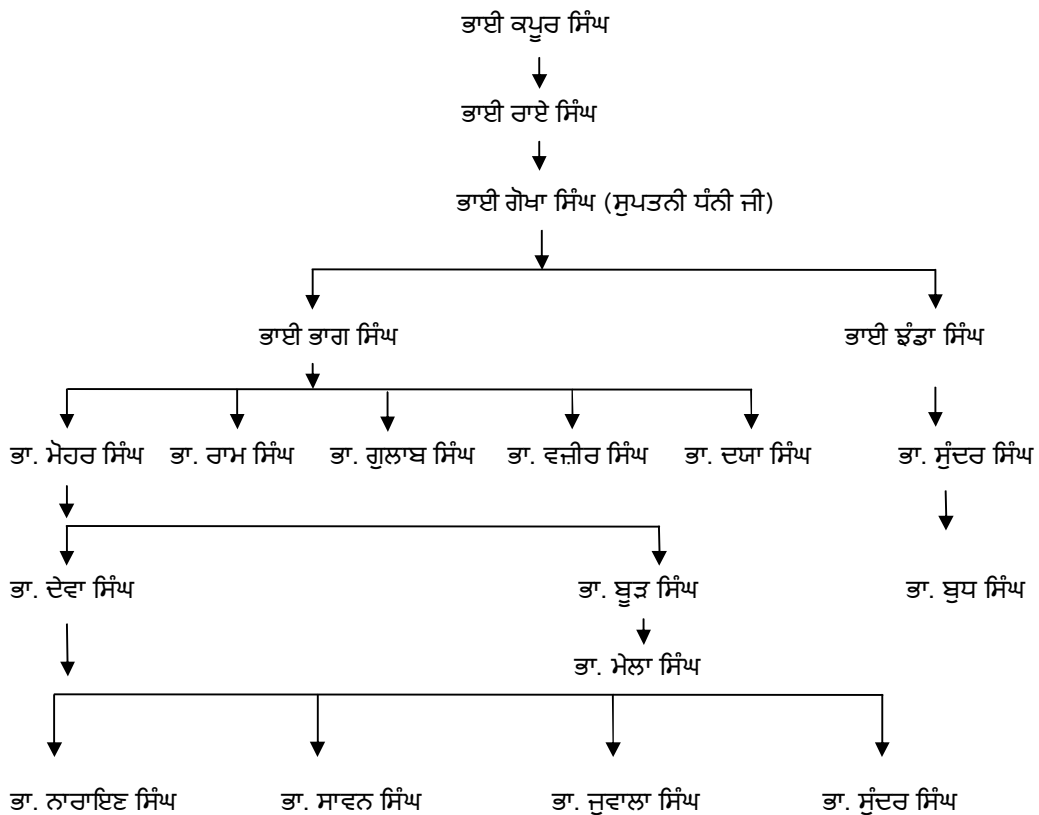 ਭਾਈ ਕਪੂਰ ਸਿੰਘ
ਭਾਈ ਰਾਏ ਸਿੰਘ
ਭਾਈ ਗੋਖਾ ਸਿੰਘ (ਸੁਪਤਨੀ ਧੰਨੀ ਜੀ)
ਭਾਈ ਭਾਗ ਸਿੰਘ ਭਾਈ ਝੰਡਾ ਸਿੰਘ
ਭਾ. ਮੋਹਰ ਸਿੰਘ ਭਾ. ਰਾਮ ਸਿੰਘ ਭਾ. ਗੁਲਾਬ ਸਿੰਘ ਭਾ. ਵਜ਼ੀਰ ਸਿੰਘ ਭਾ. ਦਯਾ ਸਿੰਘ ਭਾ. ਸੁੰਦਰ ਸਿੰਘ
ਭਾ. ਦੇਵਾ ਸਿੰਘ ਭਾ. ਬੂੜ ਸਿੰਘ ਭਾ. ਬੁਧ ਸਿੰਘ
ਭਾ. ਮੇਲਾ ਸਿੰਘ
ਭਾ. ਨਾਰਾਇਣ ਸਿੰਘ ਭਾ. ਸਾਵਨ ਸਿੰਘ ਭਾ. ਜੁਵਾਲਾ ਸਿੰਘ ਭਾ. ਸੁੰਦਰ ਸਿੰਘ